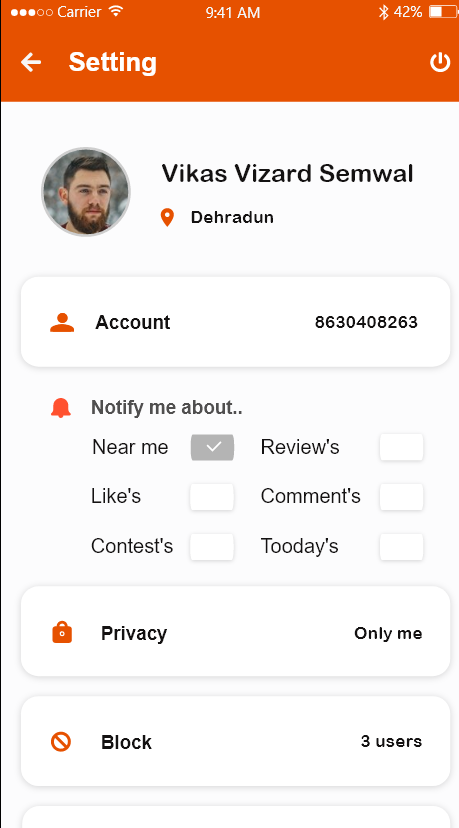 Carrier 9:41 AM 42%
Setting
Vikas Vizard Semwal
Dehradun
Account 8630408263
Notify me about..
Near me Review's
Like's Comment's
Contest's Tooday's
Privacy Only me
Block 3 users